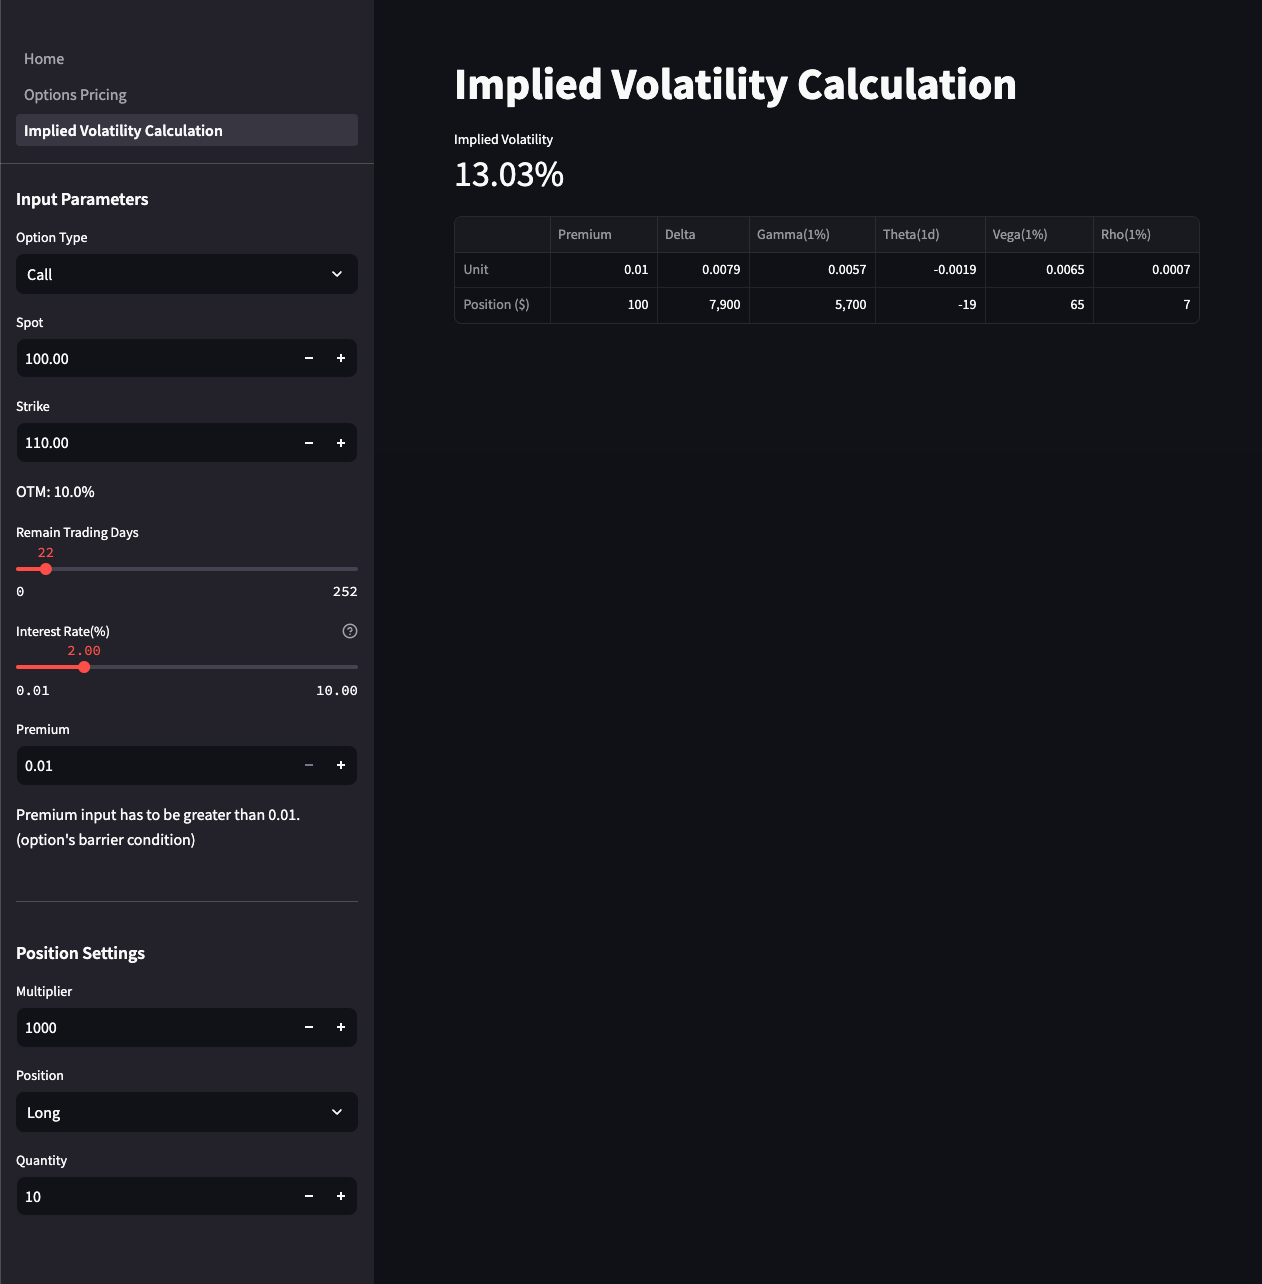 Home
Options Pricing
Implied Volatility Calculation
Input Parameters
Option Type
Call
Spot
100.00
Strike
110.00
OTM: 10.0%
Remain Trading Days
22
0 252
Interest Rate(%)
2.00
0.01 10.00
Premium
0.01
Premium input has to be greater than 0.01.
(option's barrier condition)
Position Settings
Multiplier
1000
Position
Long
Quantity
10
Implied Volatility Calculation
Implied Volatility
13.03%
Premium Delta Gamma(1%) Theta(1d) Vega(1%) Rho(1%)
Unit 0.01 0.0079 0.0057 -0.0019 0.0065 0.0007
Position ($) 100 7,900 5,700 -19 65 7